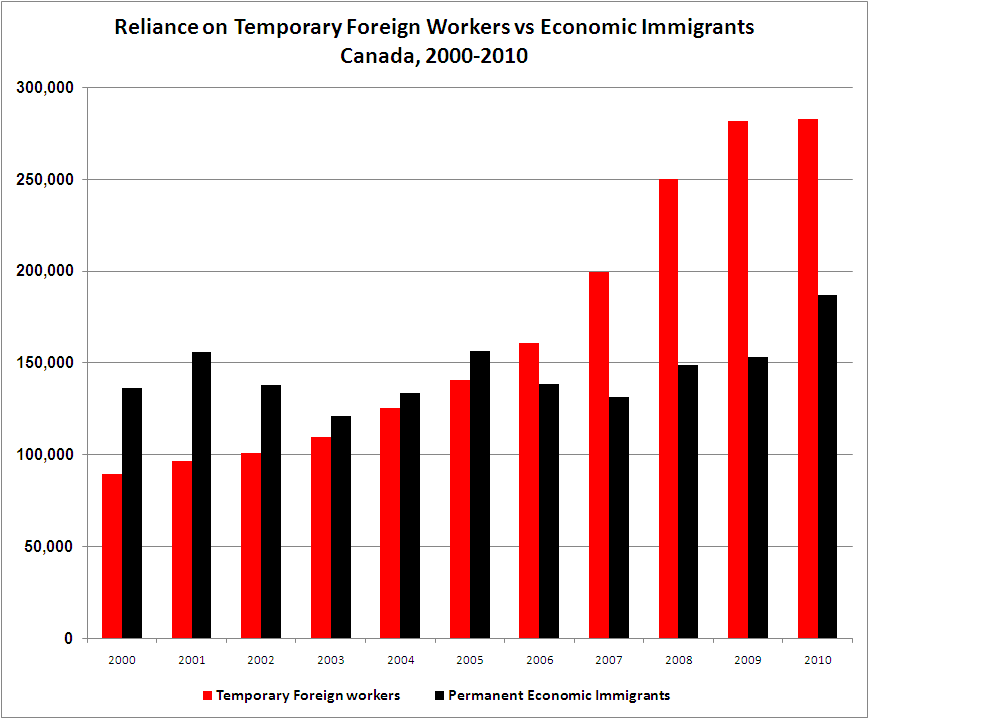 Reliance on Temporary Foreign Workers vs Economic Immigrants
Canada, 2000-2010
300,000
250,000
200,000
150,000
100,000
50,000
0
2000 2001 2002 2003 2004 2005 2006 2007 2008 2009 2010
Temporary Foreign workers Permanent Economic Immigrants